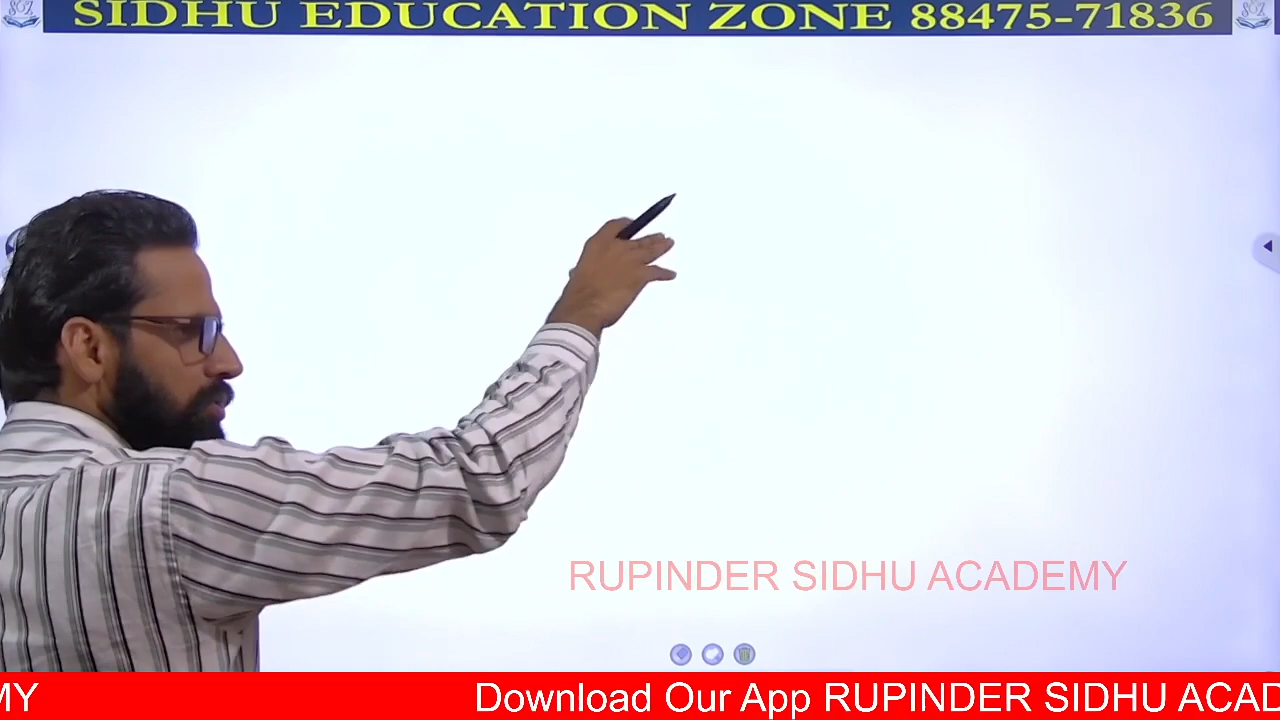 SIDHU EDUCATION ZONE 88475-71836
RUPINDER SIDHU ACADEMY
MY Download Our App RUPINDER SIDHU ACAD